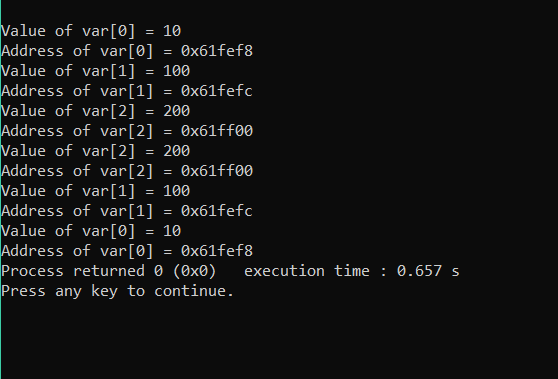 Value of var[0] = 10
Address of var[0] = 0x61fef8
Value of var[1] = 100
Address of var[1] = 0x61fefc
Value of var[2] = 200
Address of var[2] = 0x61ff00
Value of var[2] = 200
Address of var[2] = 0x61ff00
Value of var[1] = 100
Address of var[1] = 0x61fefc
Value of var[0] = 10
Address of var[0] = 0x61fef8
Process returned 0 (0x0)   execution time : 0.657 s
Press any key to continue.